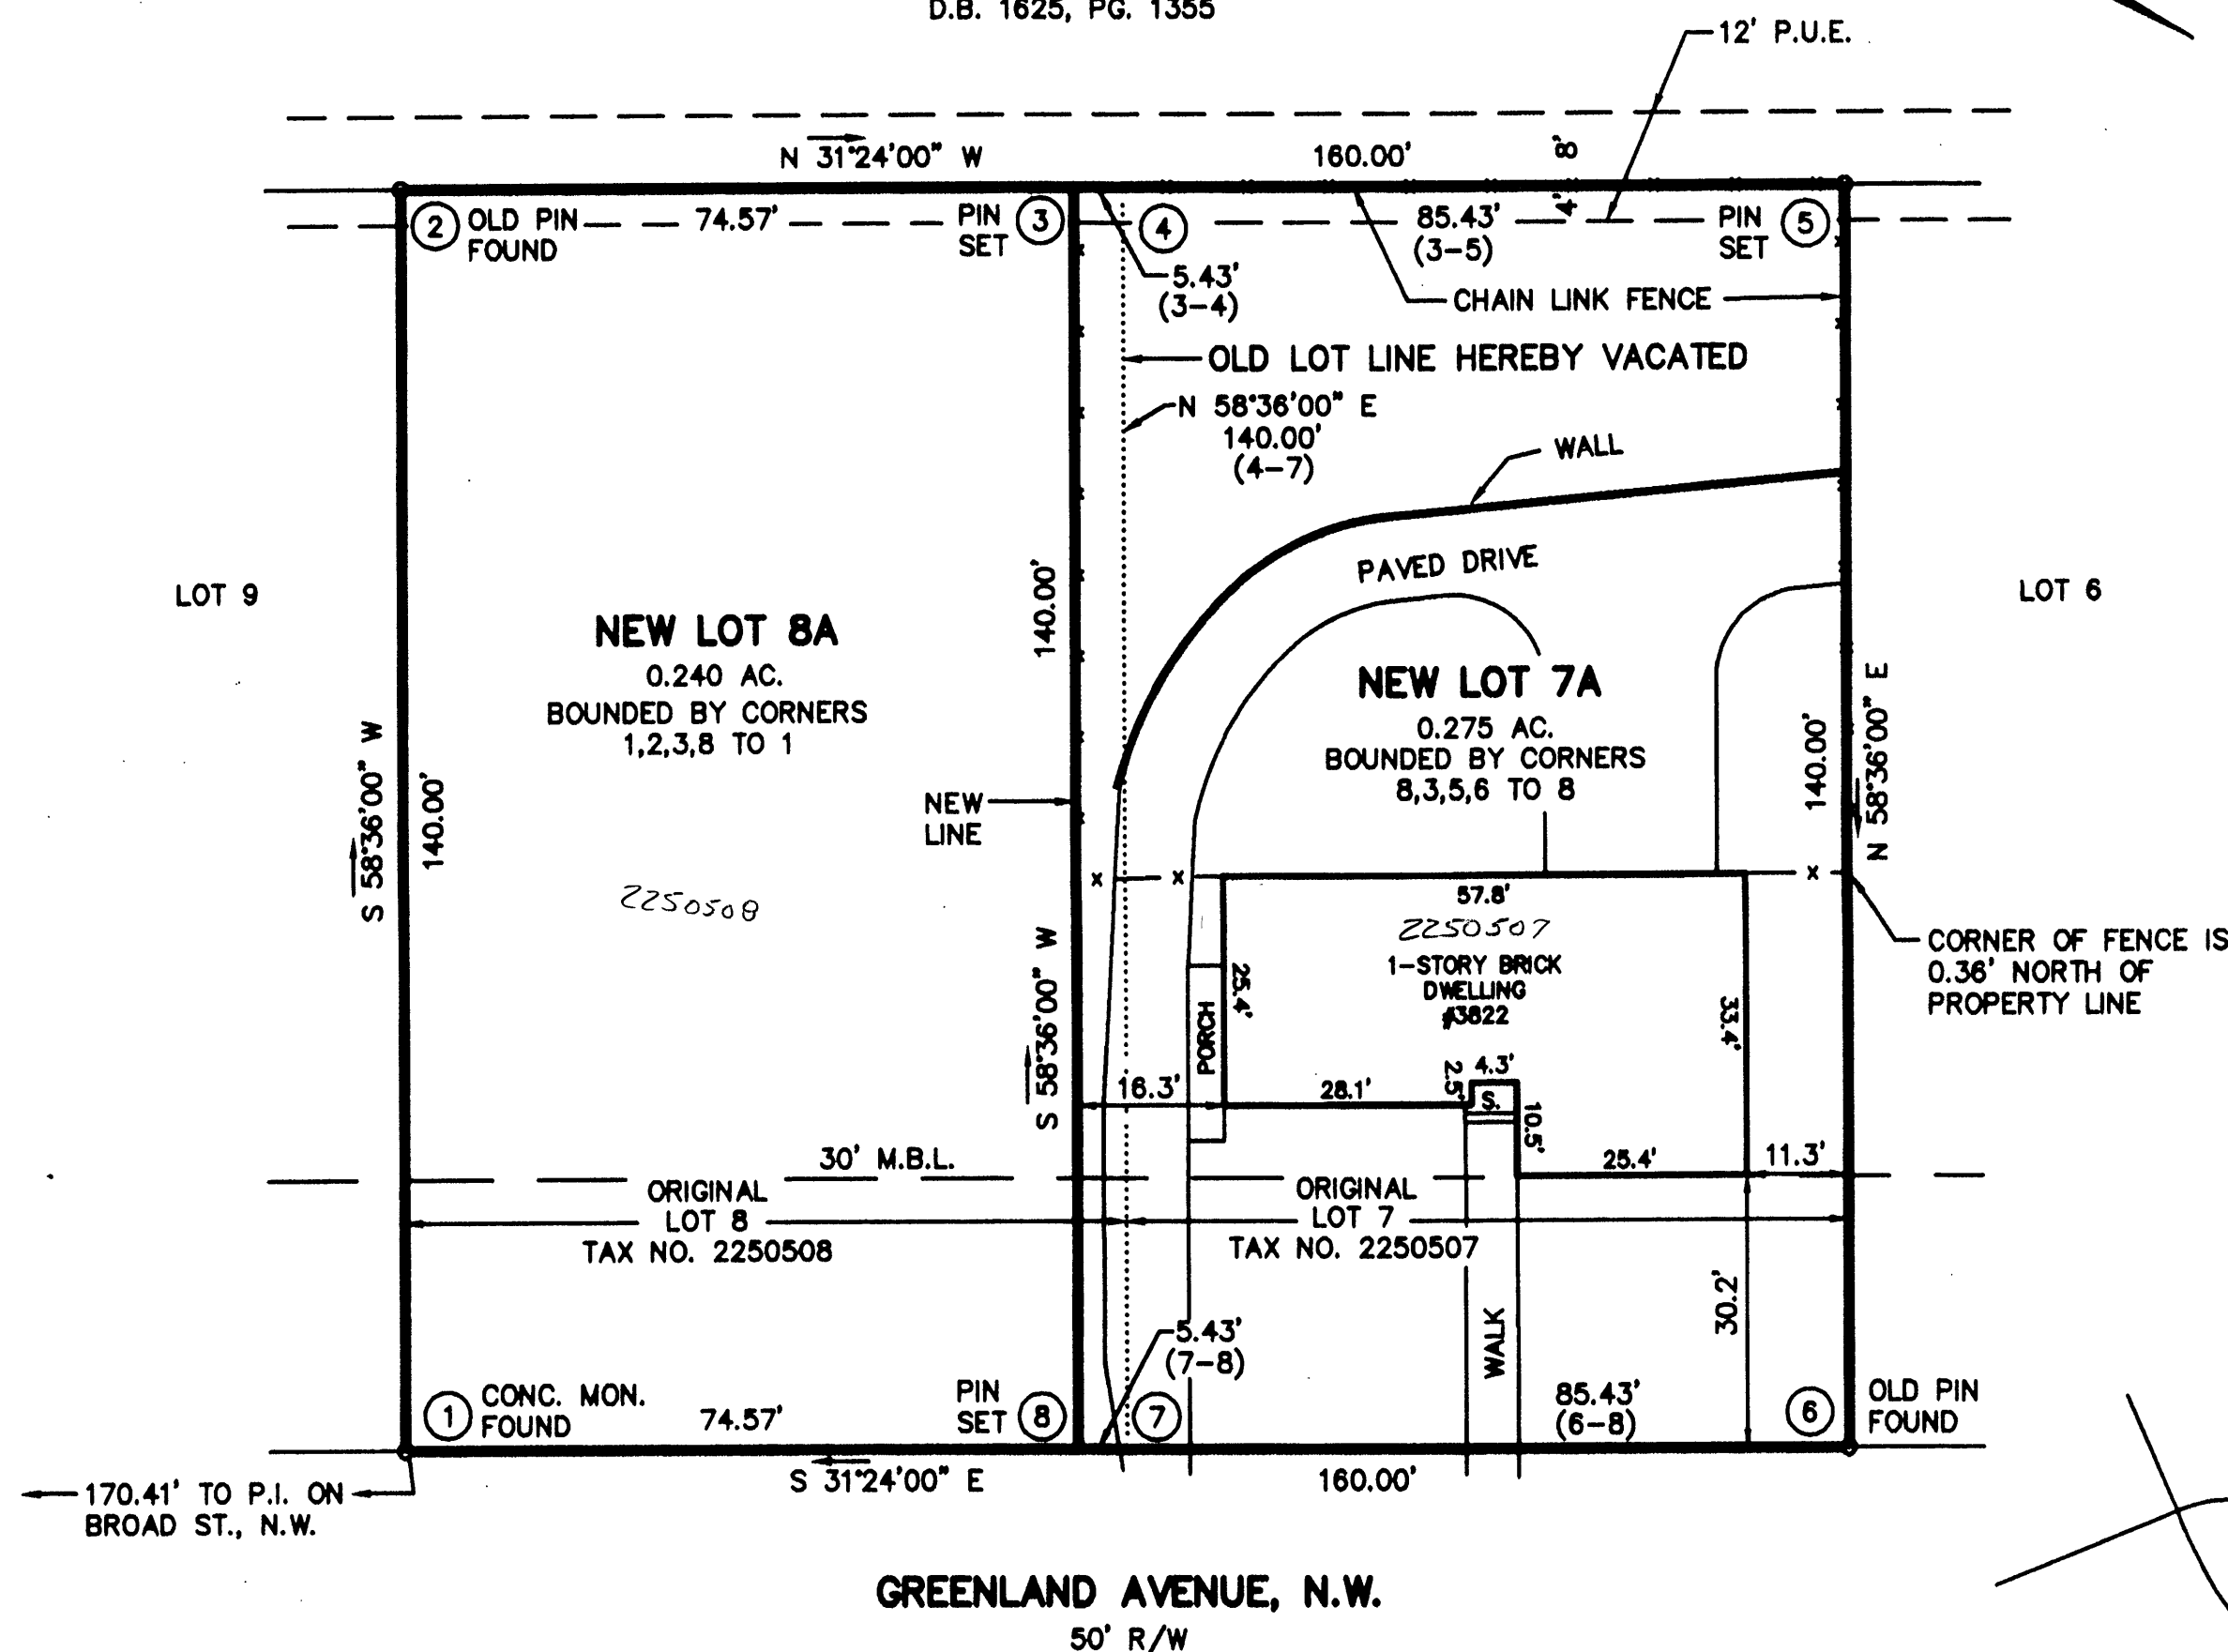 D.B. 1625, PG. 1355
12' P.U.E.
N 31°24'00" W
160.00'
8'
4'
2
OLD PIN
FOUND
74.57'
PIN
SET
3
4
85.43'
(3-5)
PIN
SET
5
5.43'
(3-4)
CHAIN LINK FENCE
OLD LOT LINE HEREBY VACATED
N 58°36'00" E
140.00'
(4-7)
WALL
PAVED DRIVE
LOT 9
LOT 6
140.00'
NEW LOT 8A
0.240 AC.
BOUNDED BY CORNERS
1,2,3,8 TO 1
NEW LOT 7A
0.275 AC.
BOUNDED BY CORNERS
8,3,5,6 TO 8
S 58°36'00" W
140.00'
NEW
LINE
140.00'
N 58°36'00" E
x
x
x
2250508
57.8'
2250507
1-STORY BRICK
DWELLING
#3822
CORNER OF FENCE IS
0.36' NORTH OF
PROPERTY LINE
S 58°36'00" W
25.4'
PORCH
33.4'
16.3'
28.1'
2.5'
4.3'
S.
10.5'
25.4'
11.3'
30' M.B.L.
ORIGINAL
LOT 8
TAX NO. 2250508
ORIGINAL
LOT 7
TAX NO. 2250507
30.2'
WALK
5.43'
(7-8)
1
CONC. MON.
FOUND
74.57'
PIN
SET
8
7
85.43'
(6-8)
6
OLD PIN
FOUND
S 31°24'00" E
160.00'
170.41' TO P.I. ON
BROAD ST., N.W.
GREENLAND AVENUE, N.W.
50' R/W